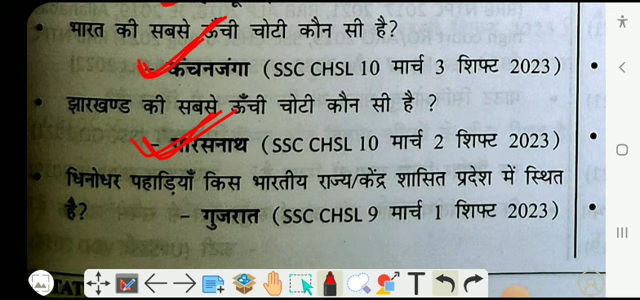 • भारत की सबसे ऊँची चोटी कौन सी है?
– कंचनजंगा (SSC CHSL 10 मार्च 3 शिफ्ट 2023)
• झारखण्ड की सबसे ऊँची चोटी कौन सी है ?
– पारसनाथ (SSC CHSL 10 मार्च 2 शिफ्ट 2023)
• धिनोधर पहाड़ियाँ किस भारतीय राज्य/केंद्र शासित प्रदेश में स्थित
है? – गुजरात (SSC CHSL 9 मार्च 1 शिफ्ट 2023)